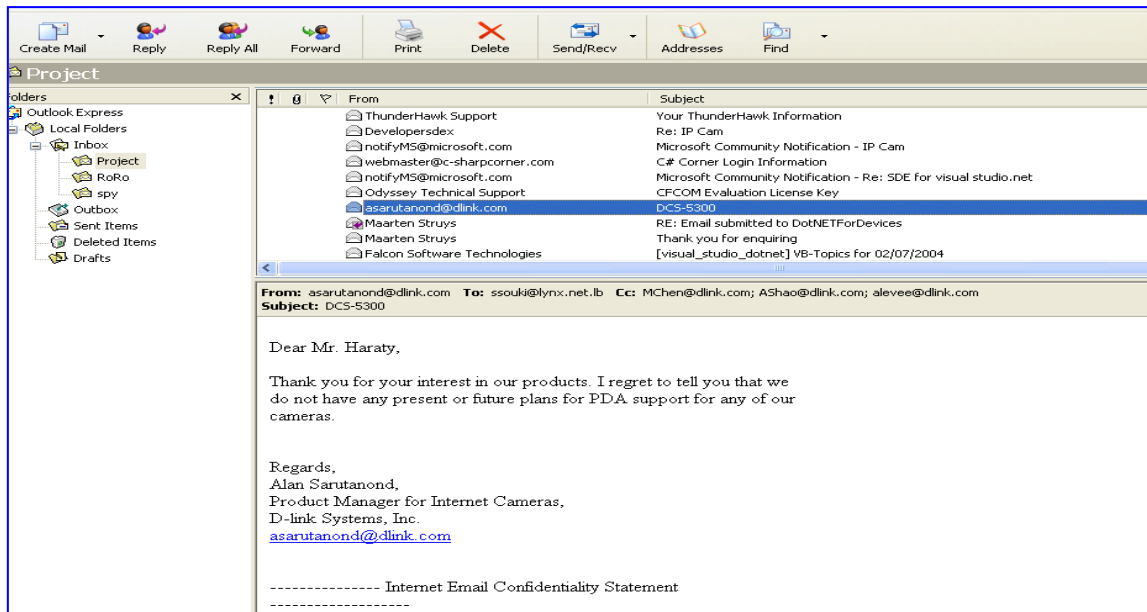 Create Mail Reply Reply All Forward Print Delete Send/Recv Addresses Find
Project
olders
Outlook Express
Local Folders
Inbox
Project
RoRo
spy
Outbox
Sent Items
Deleted Items
Drafts
! From Subject
ThunderHawk Support Your ThunderHawk Information
Developersdex Re: IP Cam
notifyMS@microsoft.com Microsoft Community Notification - IP Cam
webmaster@c-sharpcorner.com C# Corner Login Information
notifyMS@microsoft.com Microsoft Community Notification - Re: SDE for visual studio.net
Odyssey Technical Support CFCOM Evaluation License Key
asarutanond@dlink.com DCS-5300
Maarten Struys RE: Email submitted to DotNETForDevices
Maarten Struys Thank you for enquiring
Falcon Software Technologies [visual_studio_dotnet] VB-Topics for 02/07/2004
From: asarutanond@dlink.com To: ssouki@lynx.net.lb Cc: MChen@dlink.com; AShao@dlink.com; alevee@dlink.com
Subject: DCS-5300
Dear Mr. Haraty,
Thank you for your interest in our products. I regret to tell you that we
do not have any present or future plans for PDA support for any of our
cameras.
Regards,
Alan Sarutanond,
Product Manager for Internet Cameras,
D-link Systems, Inc.
asarutanond@dlink.com
--------------- Internet Email Confidentiality Statement
-------------------